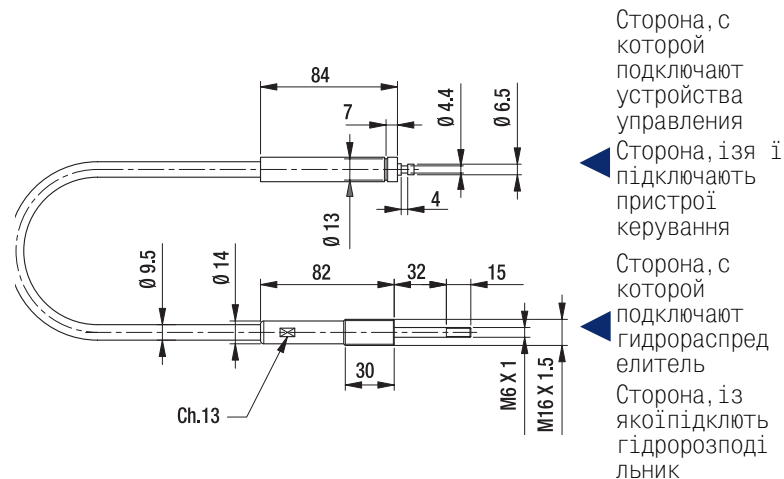 Сторона, с
которой
подключают
устройства
управления
Сторона, ізя ї
підключають
пристрої
керування
Сторона, с
которой
подключают
гидрораспред
елитель
Сторона, із
якоїпідклють
гідророзподі
льник
84
7
Ø 4.4
Ø 6.5
4
Ø 13
Ø 9.5
Ø 14
82
32
15
30
Ch.13
M6 X 1
M16 X 1.5